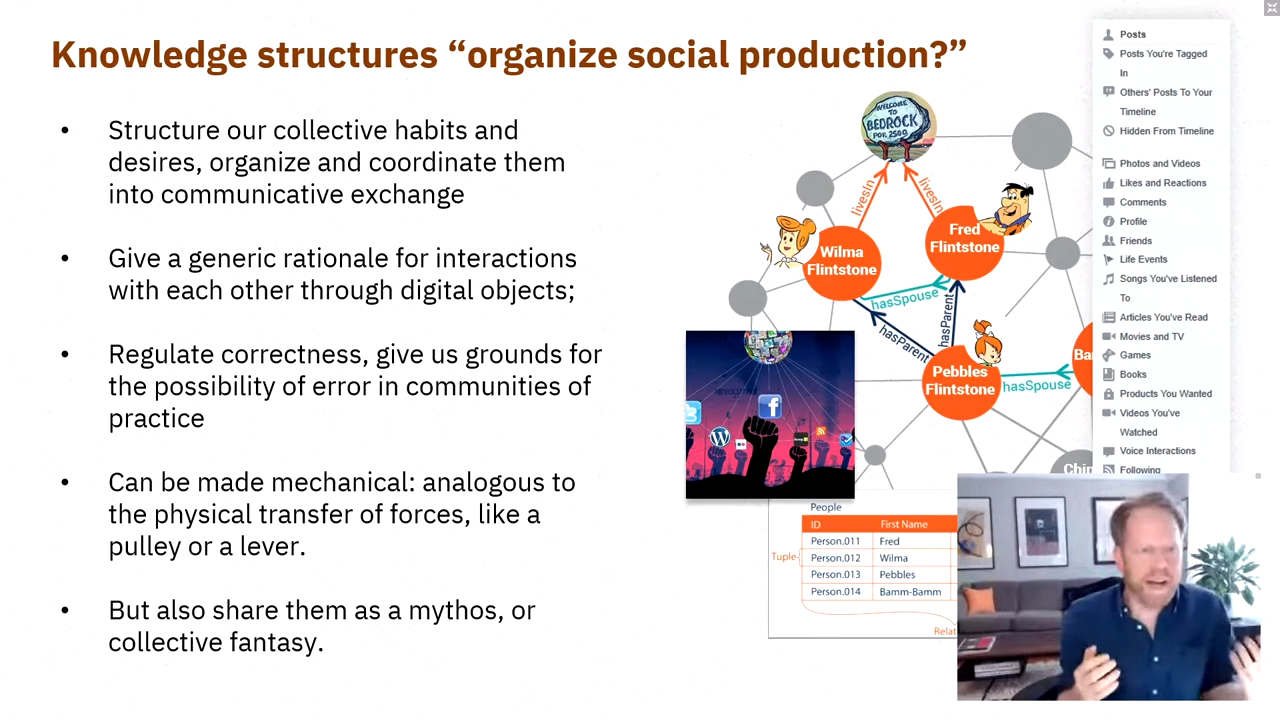 Knowledge structures “organize social production?”
• Structure our collective habits and
desires, organize and coordinate them
into communicative exchange
• Give a generic rationale for interactions
with each other through digital objects;
• Regulate correctness, give us grounds for
the possibility of error in communities of
practice
• Can be made mechanical: analogous to
the physical transfer of forces, like a
pulley or a lever.
• But also share them as a mythos, or
collective fantasy.
WELCOME
TO
BEDROCK
POP. 2500
livesIn
livesIn
Wilma
Flintstone
Fred
Flintstone
hasSpouse
hasParent
hasParent
Pebbles
Flintstone
hasSpouse
Ba
Chip
People
ID First Name
Person.011 Fred
Tuple Person.012 Wilma
Person.013 Pebbles
Person.014 Bamm-Bamm
Relat
Posts
Posts You're Tagged
In
Others' Posts To Your
Timeline
Hidden From Timeline
Photos and Videos
Likes and Reactions
Comments
Profile
Friends
Life Events
Songs You've Listened
To
Articles You've Read
Movies and TV
Games
Books
Products You Wanted
Videos You've
Watched
Voice Interactions
Following